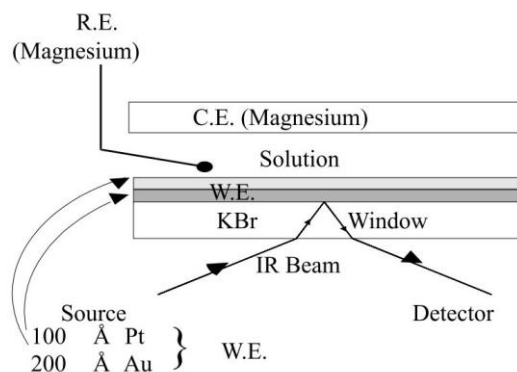 R.E.
(Magnesium)
C.E. (Magnesium)
Solution
W.E.
KBr Window
IR Beam
Source Detector
100 Å Pt
200 Å Au
} W.E.